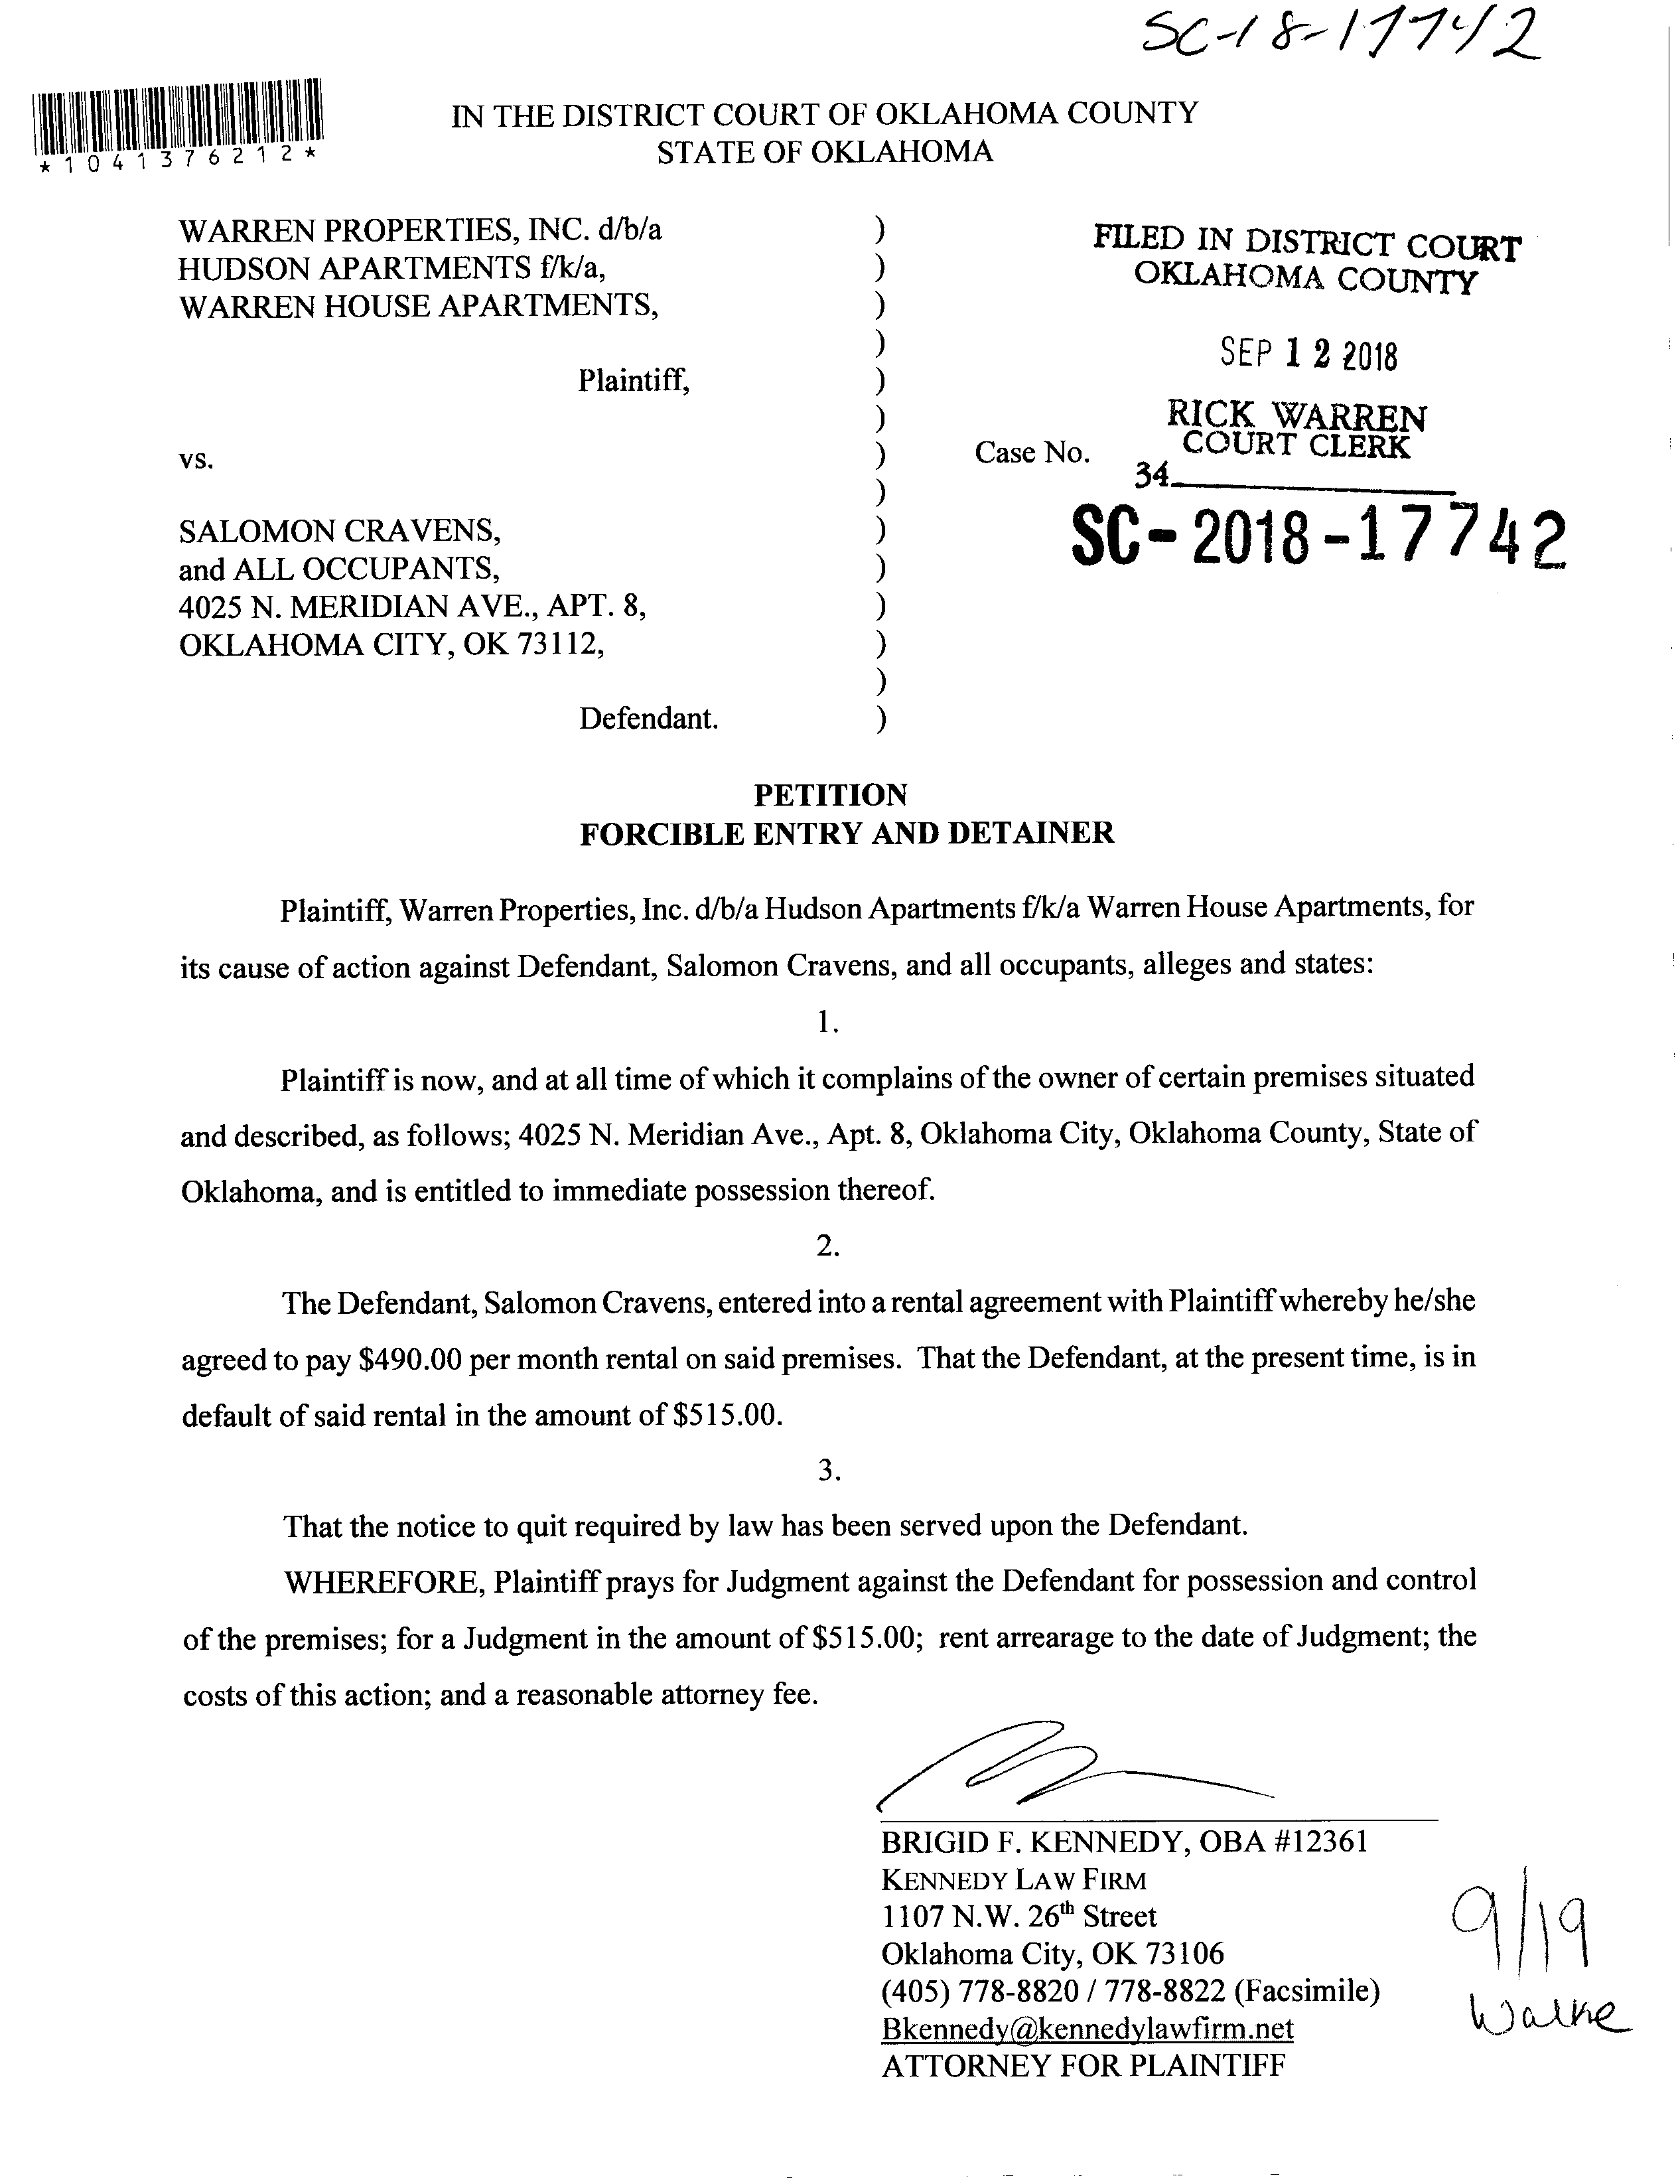 SC-18-17742
*1041376212*
IN THE DISTRICT COURT OF OKLAHOMA COUNTY
STATE OF OKLAHOMA
WARREN PROPERTIES, INC. d/b/a )
HUDSON APARTMENTS f/k/a, )
WARREN HOUSE APARTMENTS, )
)
Plaintiff, )
)
vs. )
)
SALOMON CRAVENS, )
and ALL OCCUPANTS, )
4025 N. MERIDIAN AVE., APT. 8, )
OKLAHOMA CITY, OK 73112, )
)
Defendant. )
FILED IN DISTRICT COURT
OKLAHOMA COUNTY
SEP 12 2018
RICK WARREN
COURT CLERK
Case No.
34
SC-2018-17742
PETITION
FORCIBLE ENTRY AND DETAINER
Plaintiff, Warren Properties, Inc. d/b/a Hudson Apartments f/k/a Warren House Apartments, for
its cause of action against Defendant, Salomon Cravens, and all occupants, alleges and states:
1.
Plaintiff is now, and at all time of which it complains of the owner of certain premises situated
and described, as follows; 4025 N. Meridian Ave., Apt. 8, Oklahoma City, Oklahoma County, State of
Oklahoma, and is entitled to immediate possession thereof.
2.
The Defendant, Salomon Cravens, entered into a rental agreement with Plaintiff whereby he/she
agreed to pay $490.00 per month rental on said premises. That the Defendant, at the present time, is in
default of said rental in the amount of $515.00.
3.
That the notice to quit required by law has been served upon the Defendant.
WHEREFORE, Plaintiff prays for Judgment against the Defendant for possession and control
of the premises; for a Judgment in the amount of $515.00; rent arrearage to the date of Judgment; the
costs of this action; and a reasonable attorney fee.
BRIGID F. KENNEDY, OBA #12361
KENNEDY LAW FIRM
1107 N.W. 26th Street
Oklahoma City, OK 73106
(405) 778-8820 / 778-8822 (Facsimile)
Bkennedy@kennedylawfirm.net
ATTORNEY FOR PLAINTIFF
9/19